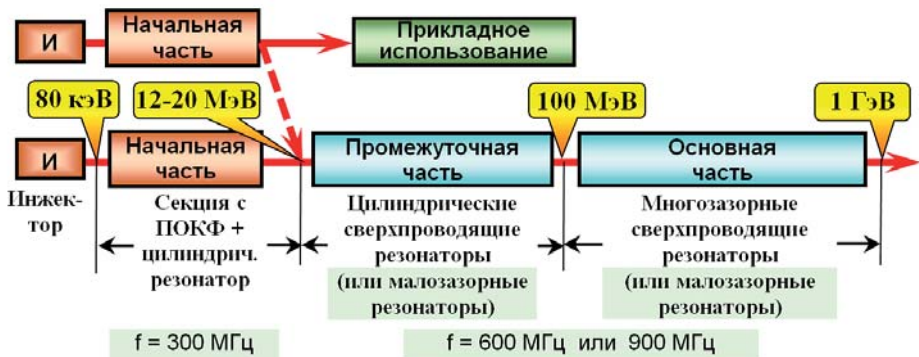 И
Начальная
часть
Прикладное
использование
80 кэВ
12-20 МэВ
100 МэВ
1 ГэВ
И
Начальная
часть
Промежуточная
часть
Основная
часть
Инжек-
тор
Секция с
ПОКФ +
цилиндрич.
резонатор
Цилиндрические
сверхпроводящие
резонаторы
(или малозазорные
резонаторы)
Многозазорные
сверхпроводящие
резонаторы
(или малозазорные
резонаторы)
f = 300 МГц
f = 600 МГц или 900 МГц